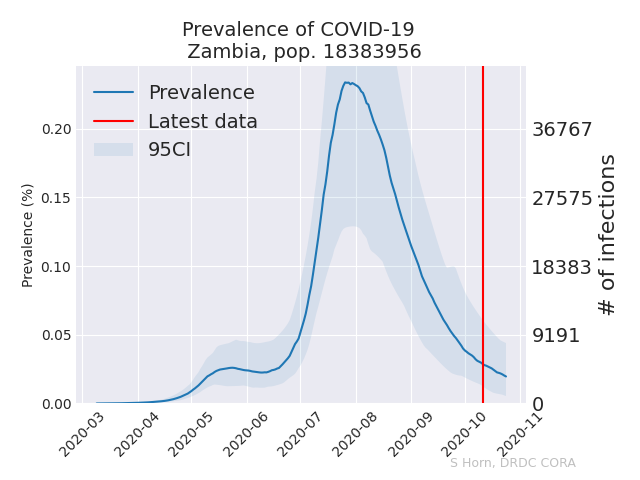 Prevalence of COVID-19
Zambia, pop. 18383956
Prevalence
Latest data
95CI
Prevalence (%)
0.20
0.15
0.10
0.05
0.00
36767
27575
18383
9191
0
# of infections
2020-03
2020-04
2020-05
2020-06
2020-07
2020-08
2020-09
2020-10
2020-11
S Horn, DRDC CORA